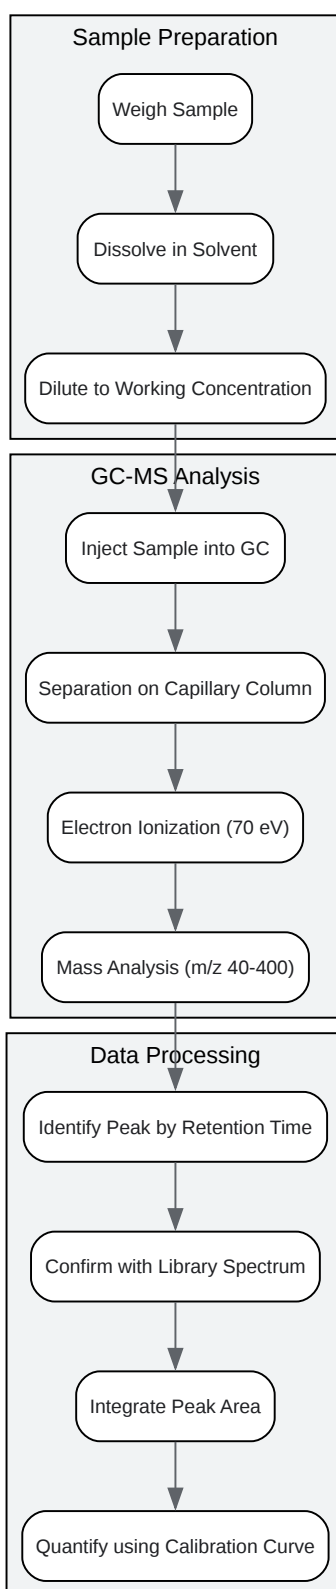 Sample Preparation
Weigh Sample
Dissolve in Solvent
Dilute to Working Concentration
GC-MS Analysis
Inject Sample into GC
Separation on Capillary Column
Electron Ionization (70 eV)
Mass Analysis (m/z 40-400)
Data Processing
Identify Peak by Retention Time
Confirm with Library Spectrum
Integrate Peak Area
Quantify using Calibration Curve